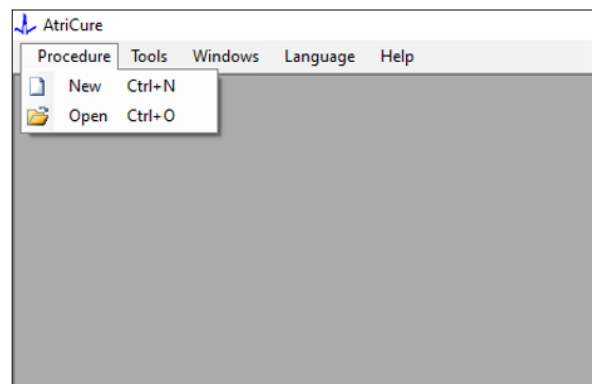 AtriCure
Procedure Tools Windows Language Help
New Ctrl+N
Open Ctrl+O